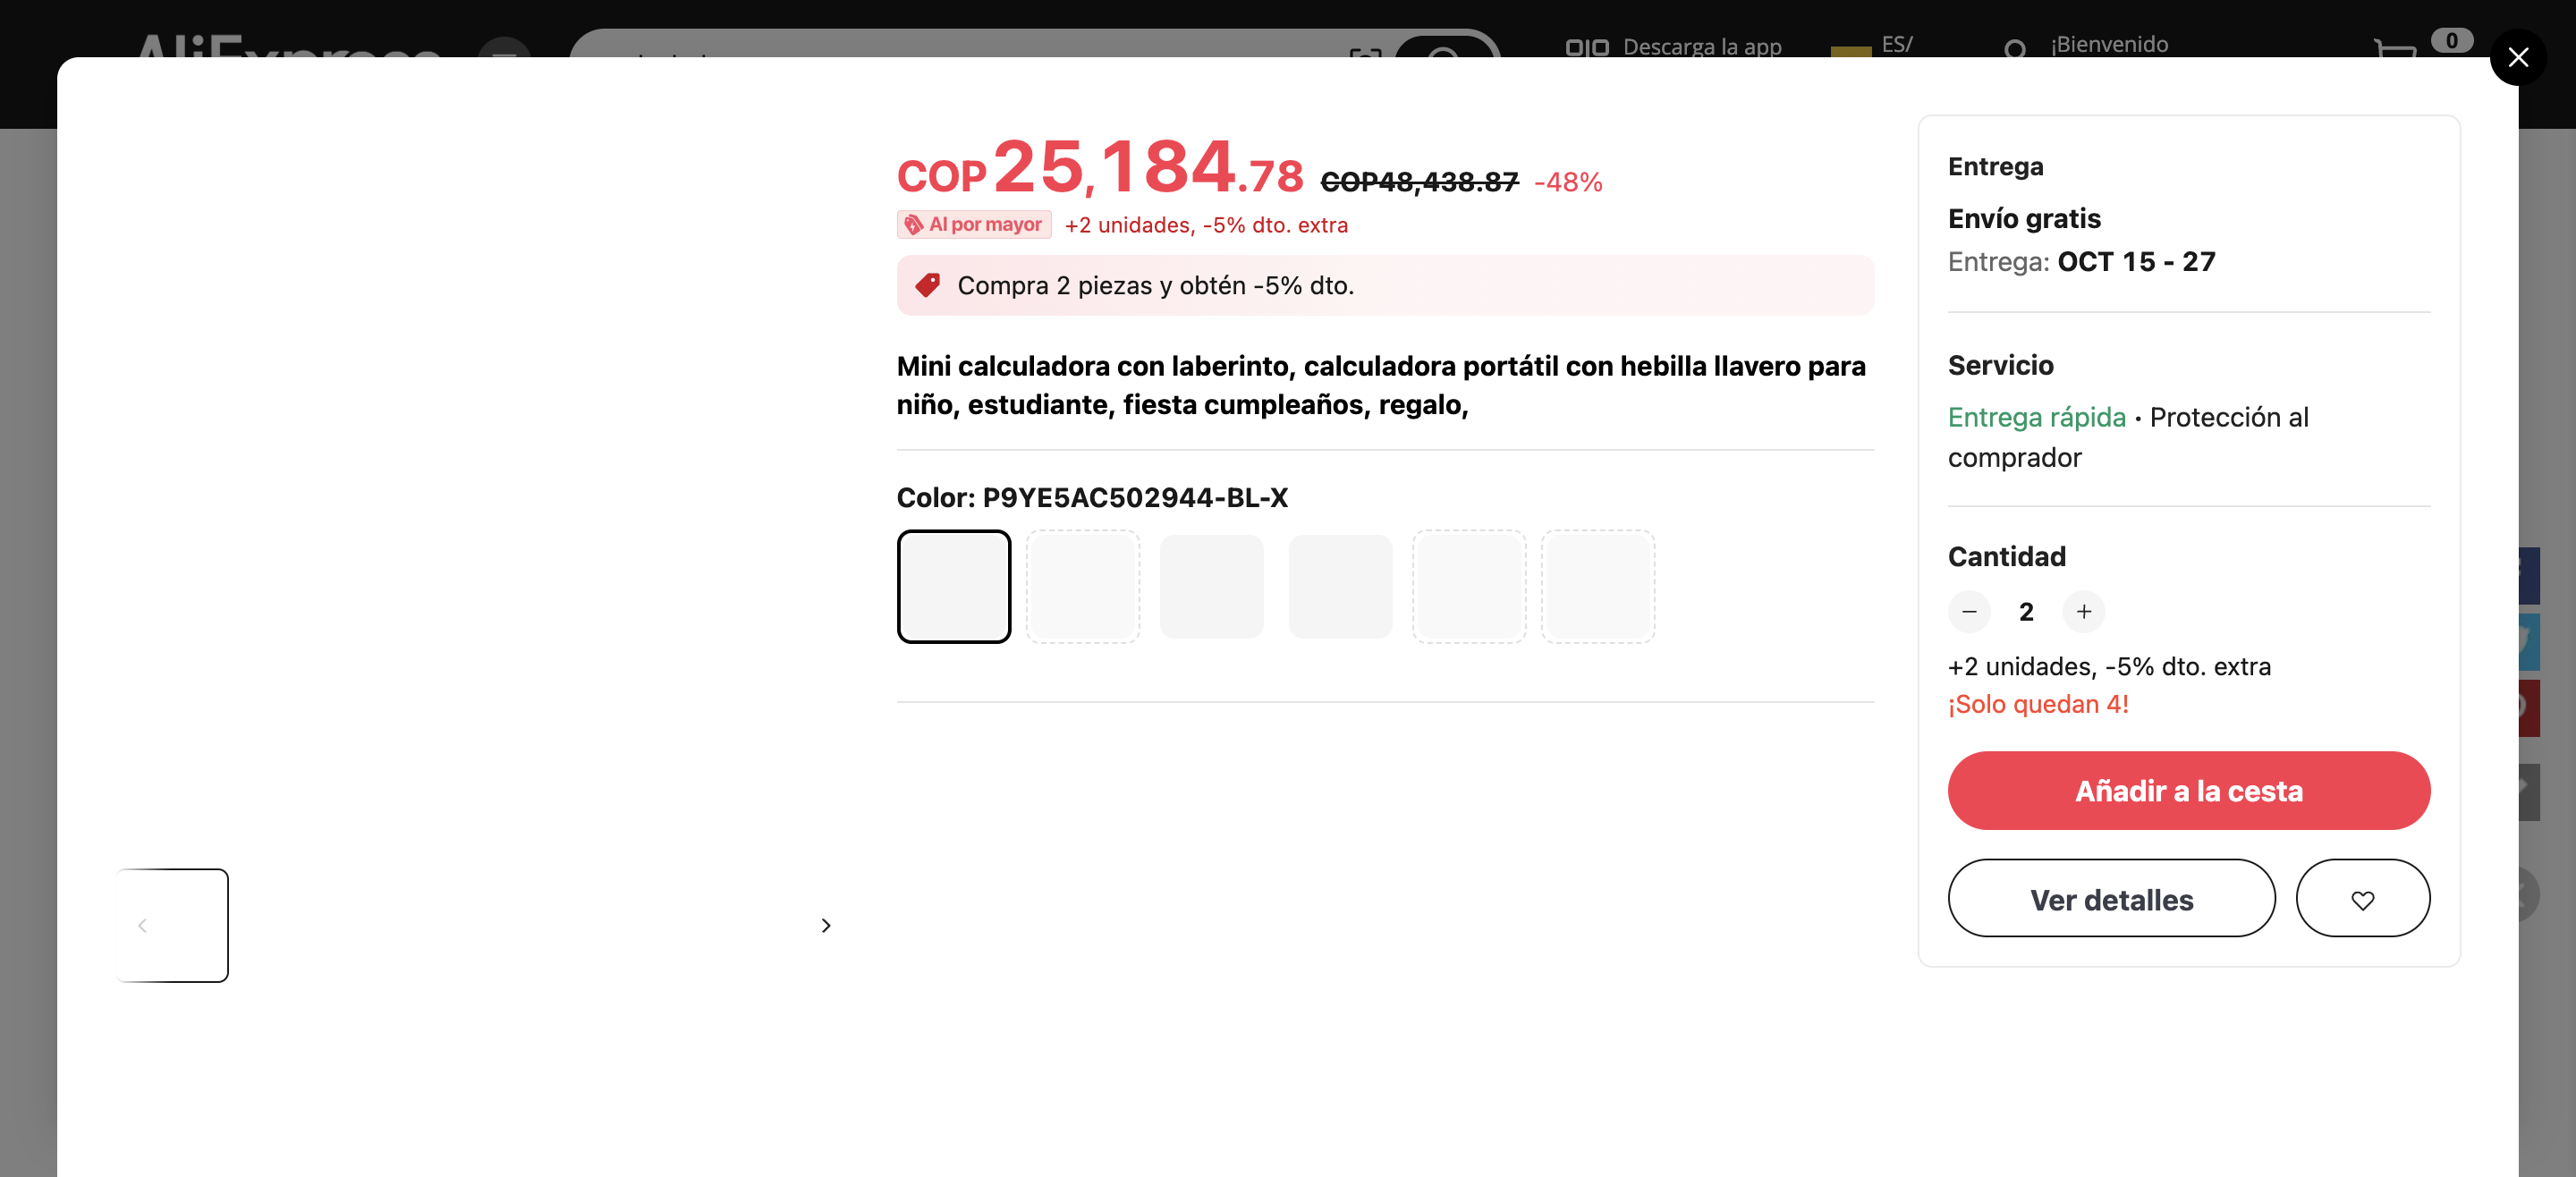 AliExpress
Descarga la app
ES/
¡Bienvenido
0
COP25,184.78 COP48,438.87 -48%
Al por mayor +2 unidades, -5% dto. extra
Compra 2 piezas y obtén -5% dto.
Mini calculadora con laberinto, calculadora portátil con hebilla llavero para
niño, estudiante, fiesta cumpleaños, regalo,
Color: P9YE5AC502944-BL-X
Entrega
Envío gratis
Entrega: OCT 15 - 27
Servicio
Entrega rápida · Protección al
comprador
Cantidad
2
+2 unidades, -5% dto. extra
¡Solo quedan 4!
Añadir a la cesta
Ver detalles